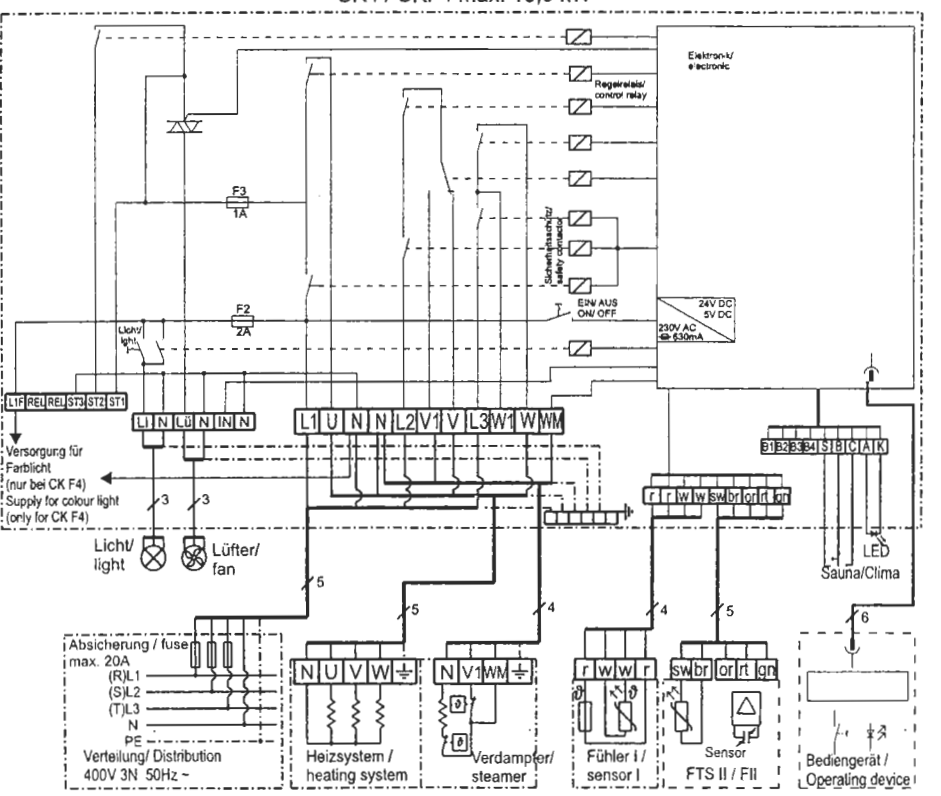 Elektronik/
electronic
Regelrelais/
control relay
F3
1A
Sicherheitsschütz/
safety contactor
F2
2A
EIN/ AUS
ON/ OFF
24V DC
5V DC
230V AC
630mA
Licht/
light
L1F REL REL ST3 ST2 ST1
LI N Lü N IN N
L1 U N N L2 V1 V L3 W1 W WM
B1 B2 B3 B4 S B C A K
r r w w sw br or rt gn
Versorgung für
Farblicht
(nur bei CK F4)
Supply for colour light
(only for CK F4)
3
3
Licht/
light
Lüfter/
fan
LED
Sauna/Clima
5
5
4
4
5
6
Absicherung / fuse
max. 20A
(R)L1
(S)L2
(T)L3
N
PE
Verteilung/ Distribution
400V 3N 50Hz ~
N U V W
Heizsystem /
heating system
N V1 WM
ϑ
ϑ
Verdampfer/
steamer
r w w r
ϑ
ϑ
Fühler I /
sensor I
sw br or rt gn
Sensor
FTS II / FII
Bediengerät /
Operating device